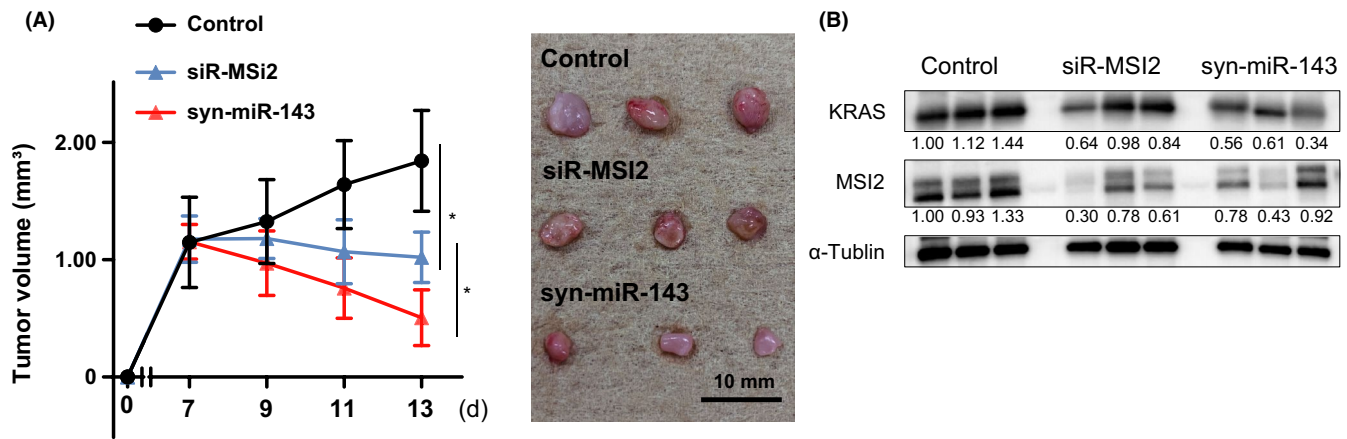 (A)
Control
siR-MSi2
syn-miR-143
Tumor volume (mm³)
2.00
1.00
0
0 7 9 11 13 (d)
*
*
Control
siR-MSI2
syn-miR-143
10 mm
(B)
Control siR-MSI2 syn-miR-143
KRAS
1.00 1.12 1.44 0.64 0.98 0.84 0.56 0.61 0.34
MSI2
1.00 0.93 1.33 0.30 0.78 0.61 0.78 0.43 0.92
α-Tublin